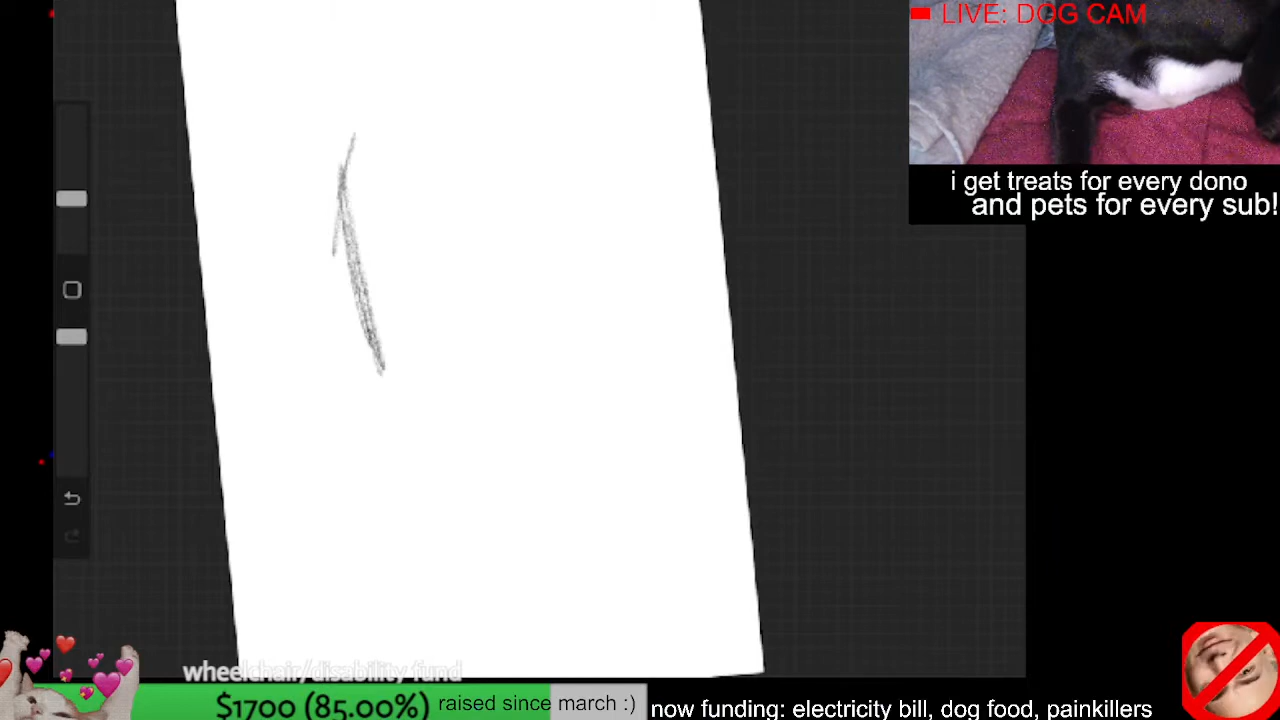 LIVE: DOG CAM
i get treats for every dono
and pets for every sub!
wheelchair/disability fund
$1700 (85.00%)
raised since march :)
now funding: electricity bill, dog food, painkillers